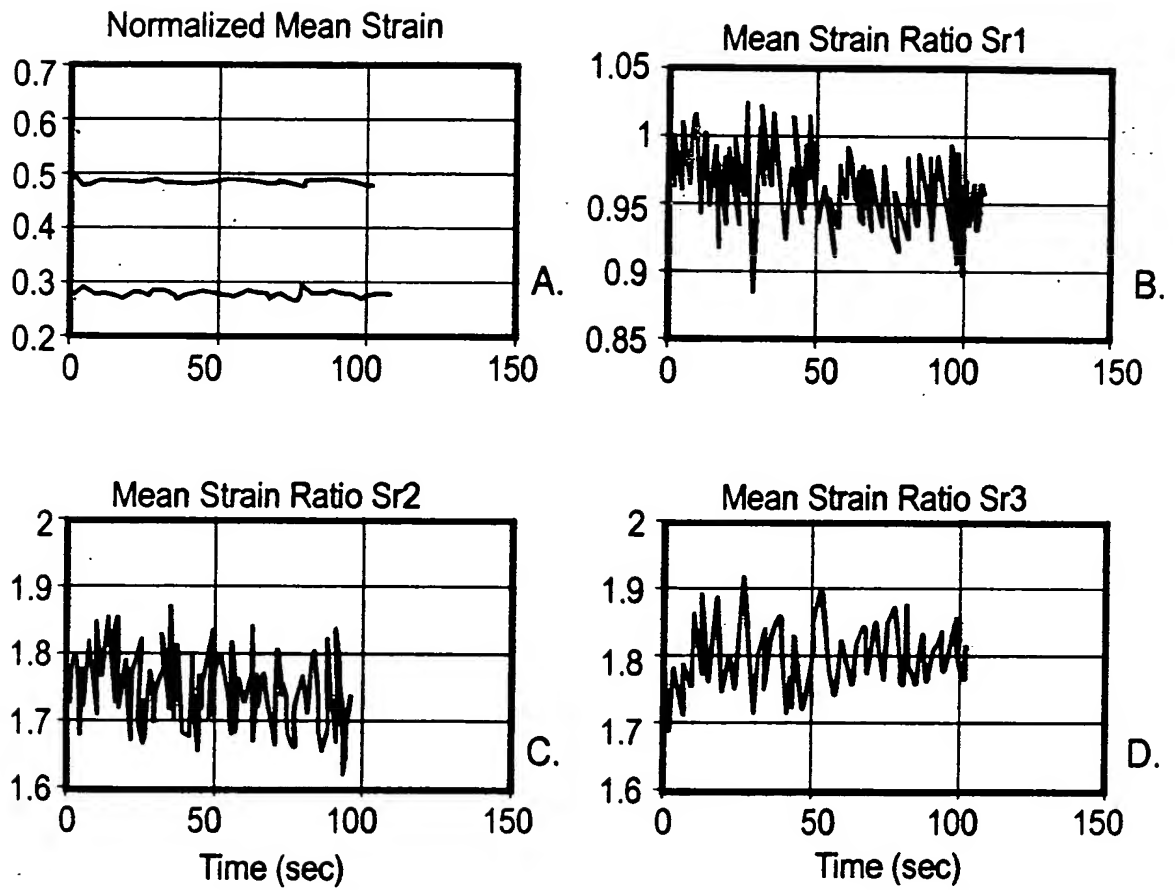 Normalized Mean Strain
0.7
0.6
0.5
0.4
0.3
0.2
0 50 100 150
A.
Mean Strain Ratio Sr1
1.05
1
0.95
0.9
0.85
0 50 100 150
B.
Mean Strain Ratio Sr2
2
1.9
1.8
1.7
1.6
0 50 100 150
Time (sec)
C.
Mean Strain Ratio Sr3
2
1.9
1.8
1.7
1.6
0 50 100 150
Time (sec)
D.